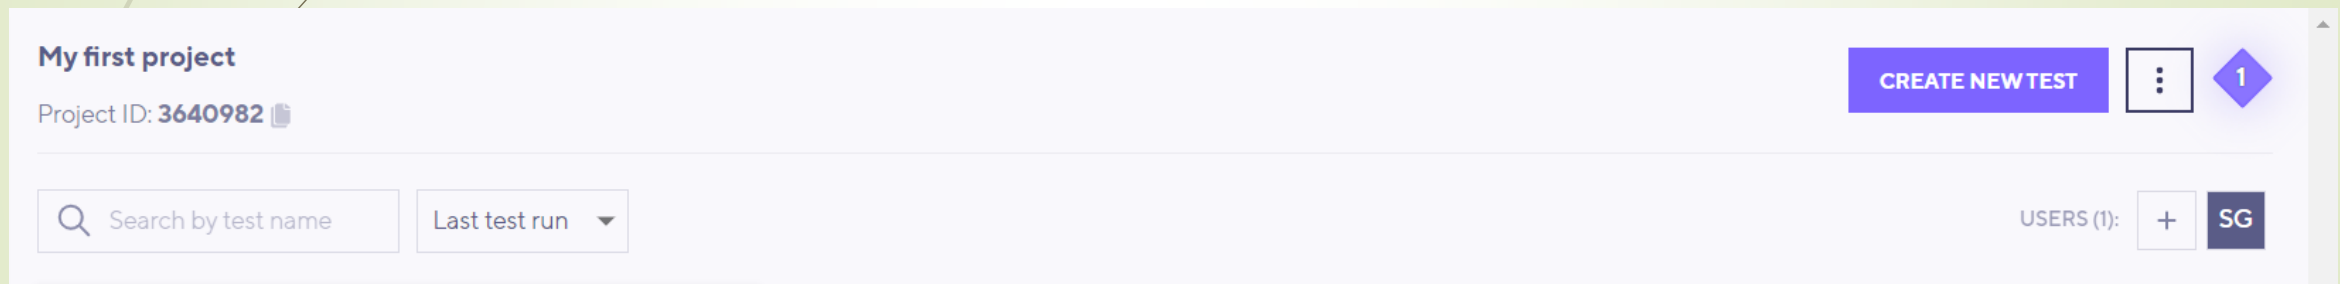 My first project
CREATE NEW TEST
1
Project ID: 3640982
Search by test name
Last test run
USERS (1):
+
SG